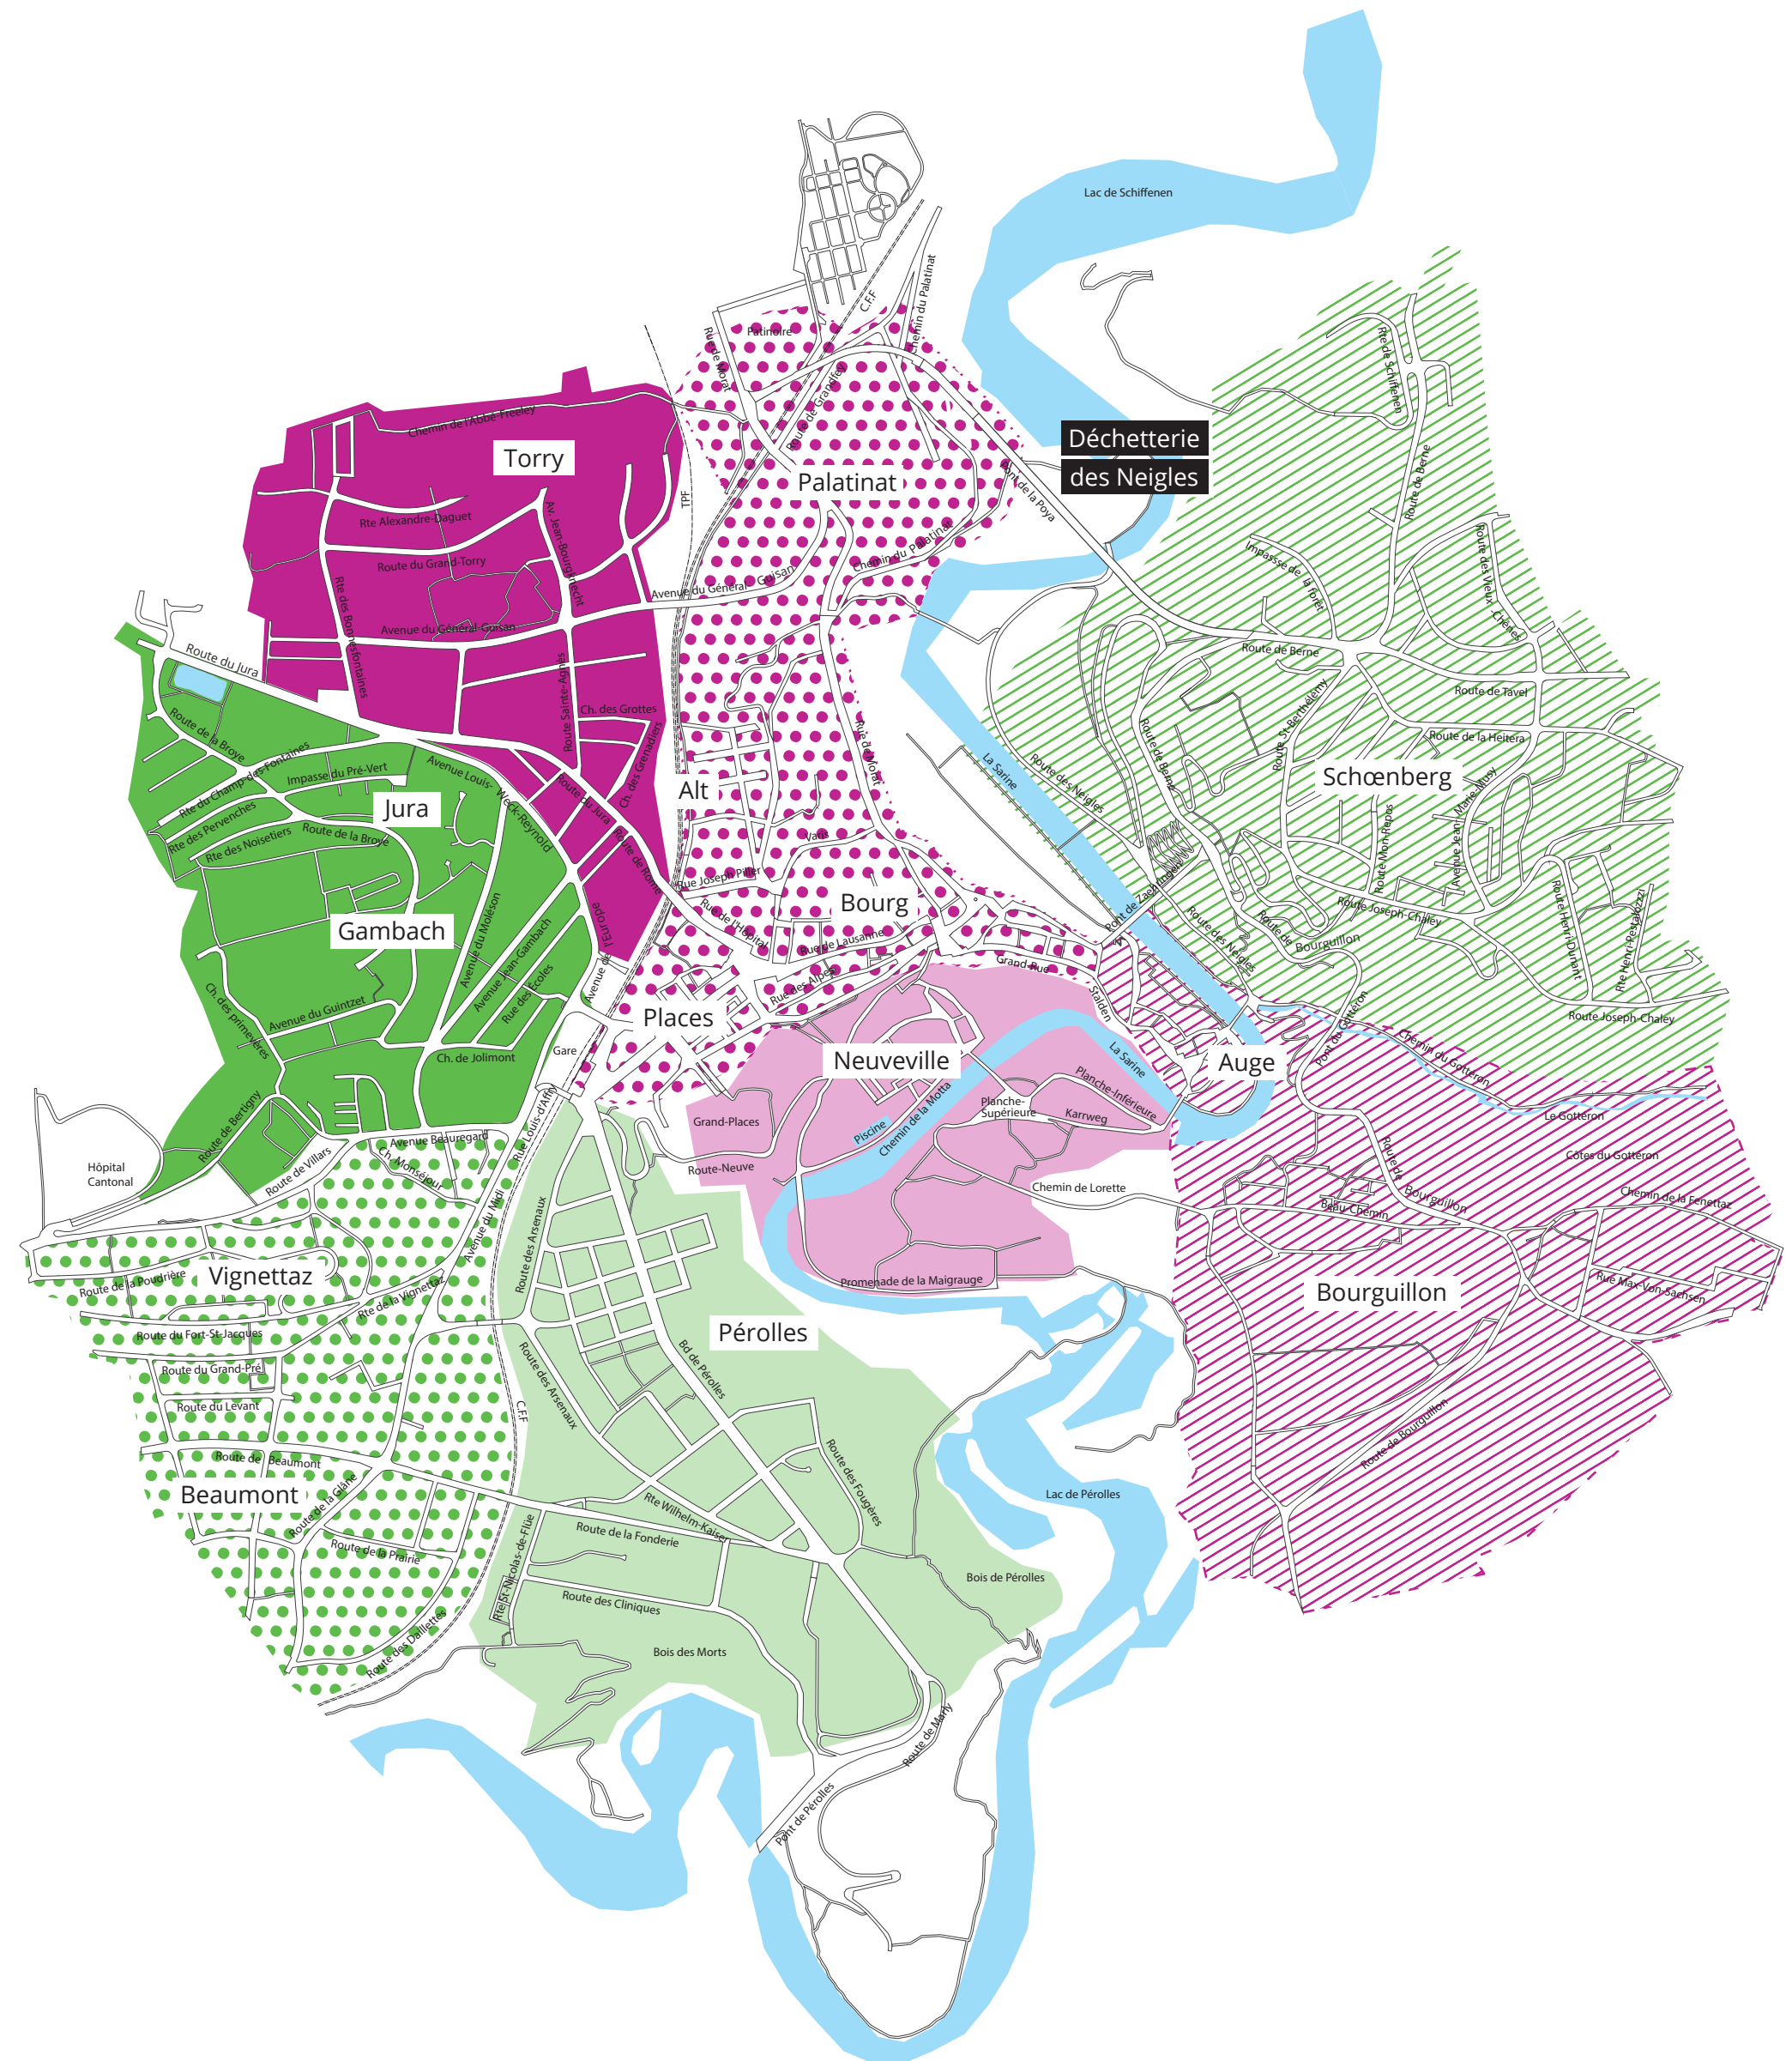 Lac de Schiffenen
C.F.F
Chemin du Palatinat
Patinoire
Rue de Morat
Route de Grandfey
Rte de Schiffenen
Chemin de l'Abbé-Freeley
Déchetterie
des Neigles
Torry
Palatinat
Route de Berne
TPF
Pont de la Poya
Rte Alexandre-Daguet
Av. Jean-Bourgknecht
Chemin du Palatinat
Route du Grand-Torry
Impasse de la forêt
Route des Vieux-Chênes
Avenue du Général-Guisan
Rte des Bonnesfontaines
Avenue du Général-Guisan
Route du Jura
Route de Berne
Route de Tavel
Route Sainte-Agnès
Ch. des Grottes
Route St-Berthélémy
Route de la Broye
Rue de Morat
Route de Berne
Route de la Heitera
Ch. des Grenadiers
Rte du Champ-des-Fontaines
Impasse du Pré-Vert
Avenue Louis-Weck-Reynold
La Sarine
Route des Neigles
Schœnberg
Alt
Jura
Route du Jura
Avenue Jean-Marie-Musy
Rte des Pervenches
Route de la Broye
Rte des Noisetiers
Varis
Route de Rome
Route Mon-Repos
Rue Joseph Piller
Pont de Zaehringen
Route Henri-Dunant
Rte Henri-Pestalozzi
Bourg
Rue de l'Hôpital
Route Joseph-Chaley
Gambach
Avenue du Moléson
Avenue Jean-Gambach
Avenue de l'Europe
Rue de Lausanne
Route des Neigles
Route de Bourguillon
Grand-Rue
Rue des Alpes
Rue des Ecoles
Ch. des primevères
Avenue du Guintzet
Stalden
Places
Route Joseph-Chaley
Pont du Gottéron
Chemin du Gottéron
Gare
Ch. de Jolimont
Neuveville
La Sarine
Auge
Planche-Inférieure
Rue Louis-d'Affry
Chemin de la Motta
Planche-
Supérieure
Karrweg
Le Gottéron
Grand-Places
Piscine
Route de Bertigny
Avenue Beauregard
Ch. Monséjour
Route-Neuve
Hôpital
Cantonal
Route de Villars
Côtes du Gottéron
Route de Bourguillon
Chemin de Lorette
Chemin de la Fenettaz
Beau-Chemin
Avenue du Midi
Route des Arsenaux
Vignettaz
Route de la Poudrière
Promenade de la Maigrauge
Rue Max-Von-Sachsen
Bourguillon
Rte de la Vignettaz
Route du Fort-St-Jacques
Pérolles
Bd de Pérolles
Route des Arsenaux
Route du Grand-Pré
Route du Levant
C.F.F
Route de Bourguillon
Route de Beaumont
Route des Fougères
Beaumont
Route de la Glâne
Lac de Pérolles
Rte Wilhelm-Kaiser
Route de la Fonderie
Rte St-Nicolas-de-Flüe
Route de la Prairie
Bois de Pérolles
Route des Cliniques
Route des Dailettes
Bois des Morts
Route de Marly
Pont de Pérolles